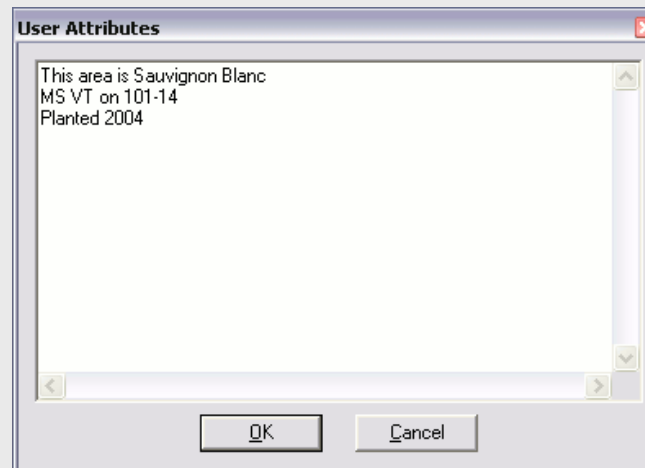 User Attributes
This area is Sauvignon Blanc
MS VT on 101-14
Planted 2004
OK
Cancel